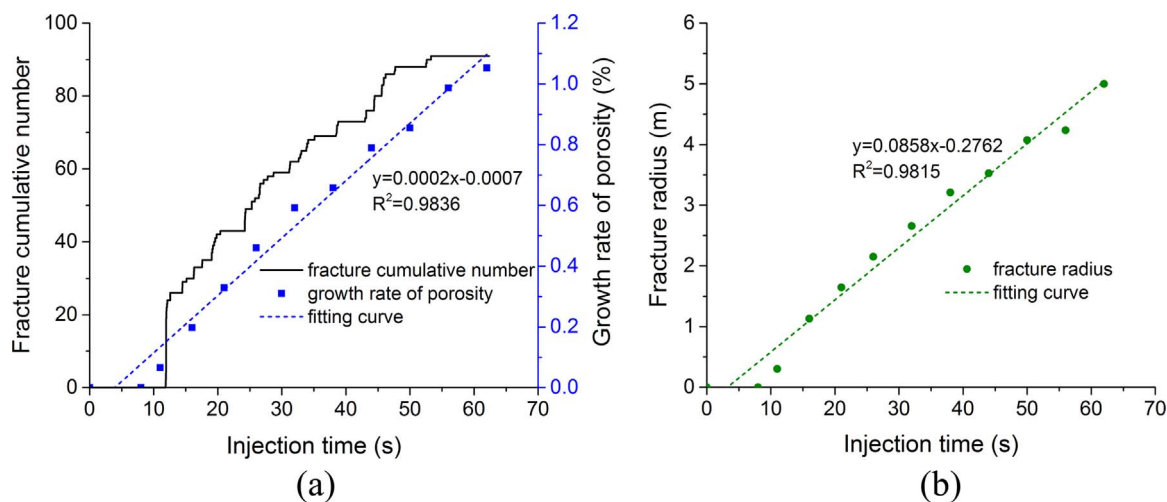 100
80
60
40
20
0
Fracture cumulative number
y=0.0002x-0.0007
R²=0.9836
fracture cumulative number
growth rate of porosity
fitting curve
1.2
1.0
0.8
0.6
0.4
0.2
0.0
Growth rate of porosity (%)
0 10 20 30 40 50 60 70
Injection time (s)
(a)
6
5
4
3
2
1
0
Fracture radius (m)
y=0.0858x-0.2762
R²=0.9815
fracture radius
fitting curve
0 10 20 30 40 50 60 70
Injection time (s)
(b)